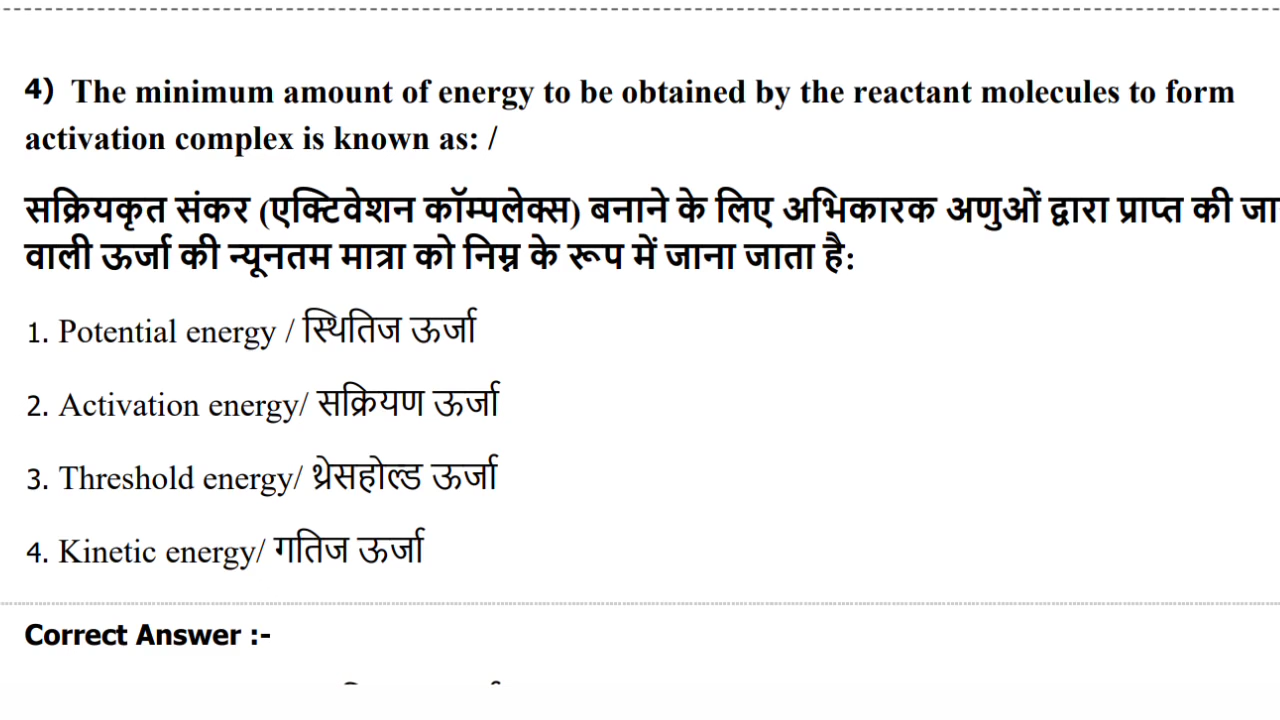 4) The minimum amount of energy to be obtained by the reactant molecules to form
activation complex is known as: /
सक्रियकृत संकर (एक्टिवेशन कॉम्पलेक्स) बनाने के लिए अभिकारक अणुओं द्वारा प्राप्त की जा
वाली ऊर्जा की न्यूनतम मात्रा को निम्न के रूप में जाना जाता है:
1. Potential energy / स्थितिज ऊर्जा
2. Activation energy/ सक्रियण ऊर्जा
3. Threshold energy/ थ्रेसहोल्ड ऊर्जा
4. Kinetic energy/ गतिज ऊर्जा
Correct Answer :-